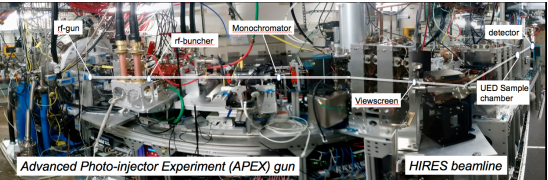 rf-gun
rf-buncher
Monochromator
detector
Viewscreen
UED Sample
chamber
Advanced Photo-injector Experiment (APEX) gun
HIRES beamline